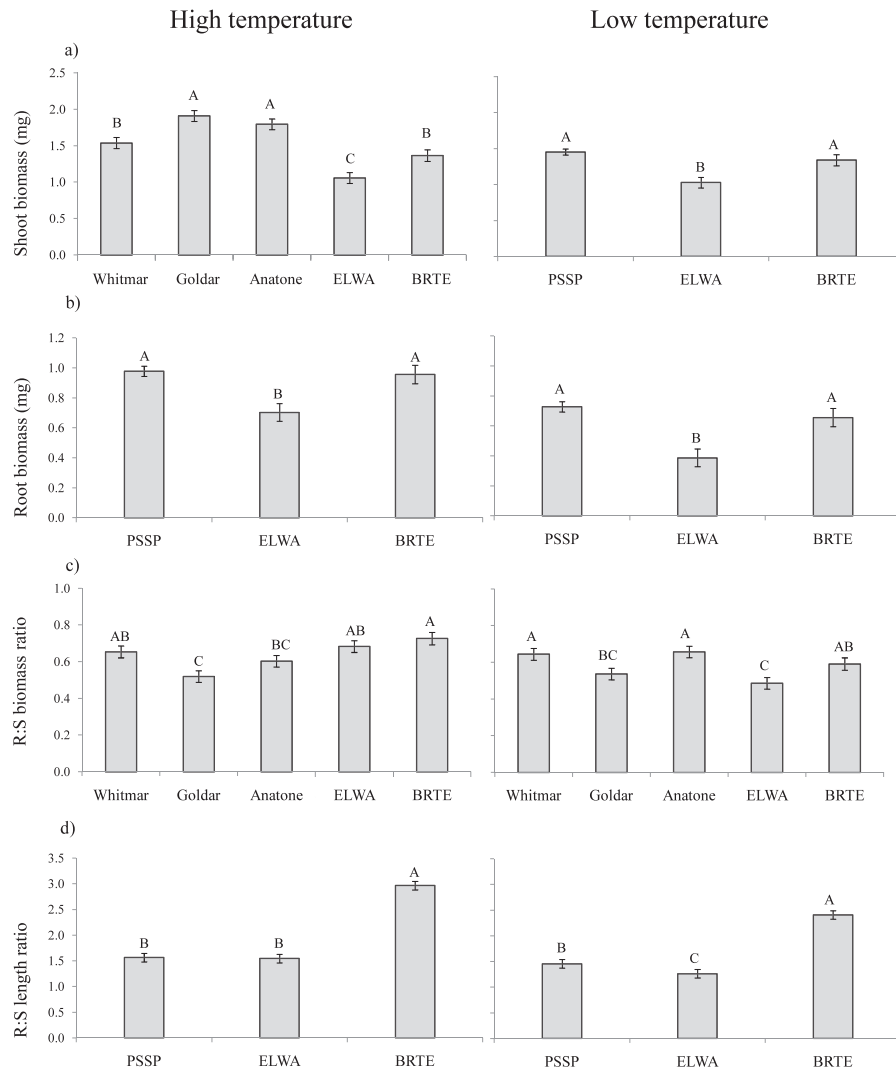 High temperature Low temperature
a)
Shoot biomass (mg)
2.5
2.0
1.5
1.0
0.5
0.0
B A A C B
A B A
Whitmar Goldar Anatone ELWA BRTE
PSSP ELWA BRTE
b)
Root biomass (mg)
1.2
1.0
0.8
0.6
0.4
0.2
0.0
A B A
A B A
PSSP ELWA BRTE
PSSP ELWA BRTE
c)
R:S biomass ratio
1.0
0.8
0.6
0.4
0.2
0.0
AB C BC AB A
A BC A C AB
Whitmar Goldar Anatone ELWA BRTE
Whitmar Goldar Anatone ELWA BRTE
d)
R:S length ratio
3.5
3.0
2.5
2.0
1.5
1.0
0.5
0.0
B B A
B C A
PSSP ELWA BRTE
PSSP ELWA BRTE